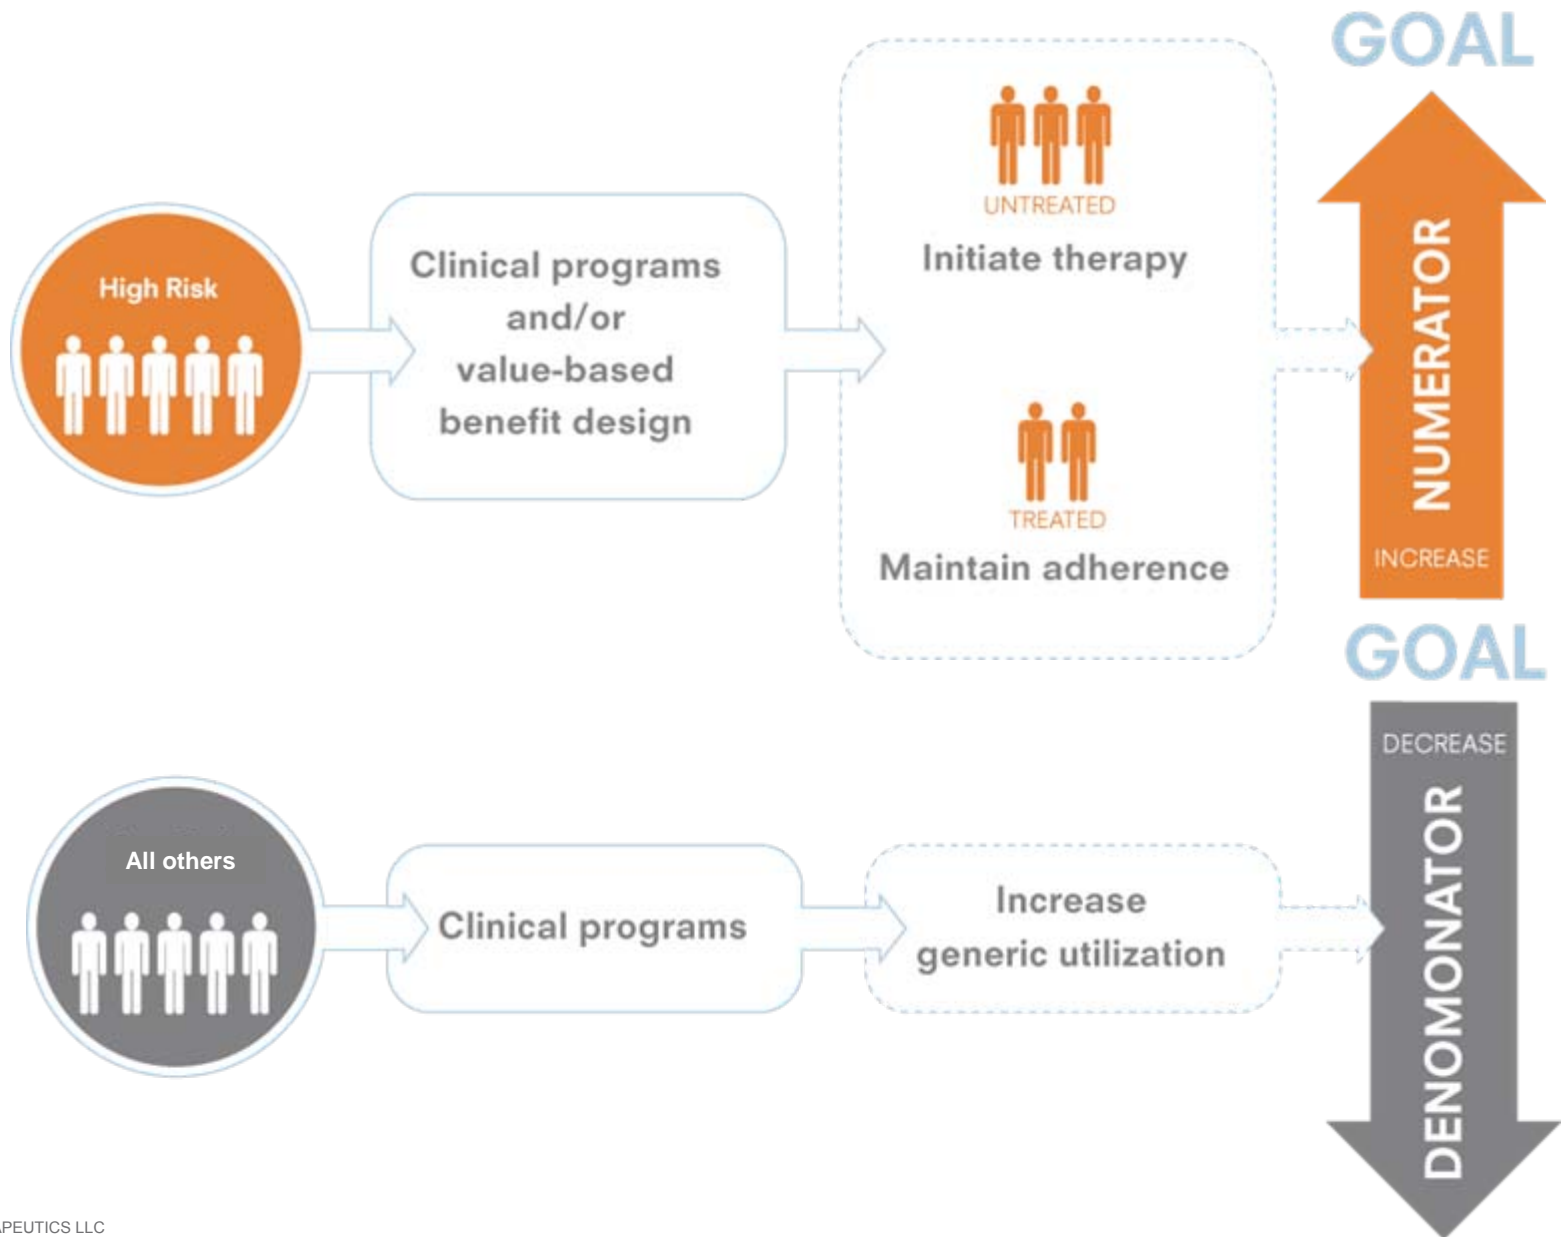 GOAL
High Risk
Clinical programs
and/or
value-based
benefit design
UNTREATED
Initiate therapy
TREATED
Maintain adherence
NUMERATOR
INCREASE
GOAL
DECREASE
DENOMONATOR
All others
Clinical programs
Increase
generic utilization
APEUTICS LLC